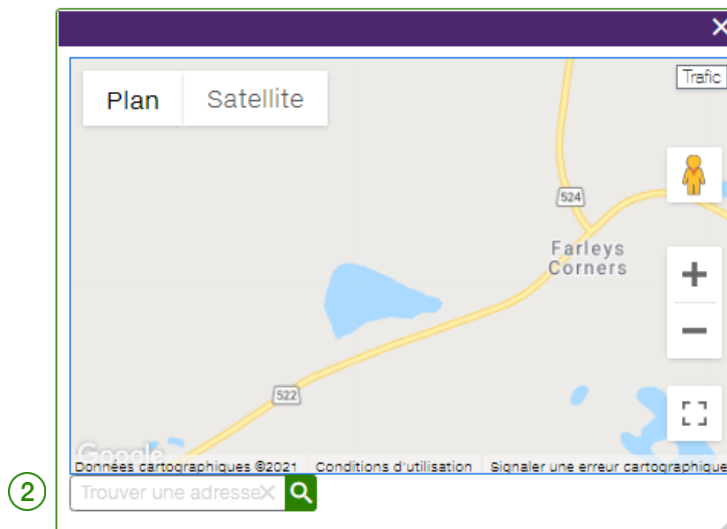 Plan Satellite
Trafic
524
Farleys
Corners
522
Google
Données cartographiques ©2021 Conditions d'utilisation Signaler une erreur cartographique
2 Trouver une adresse